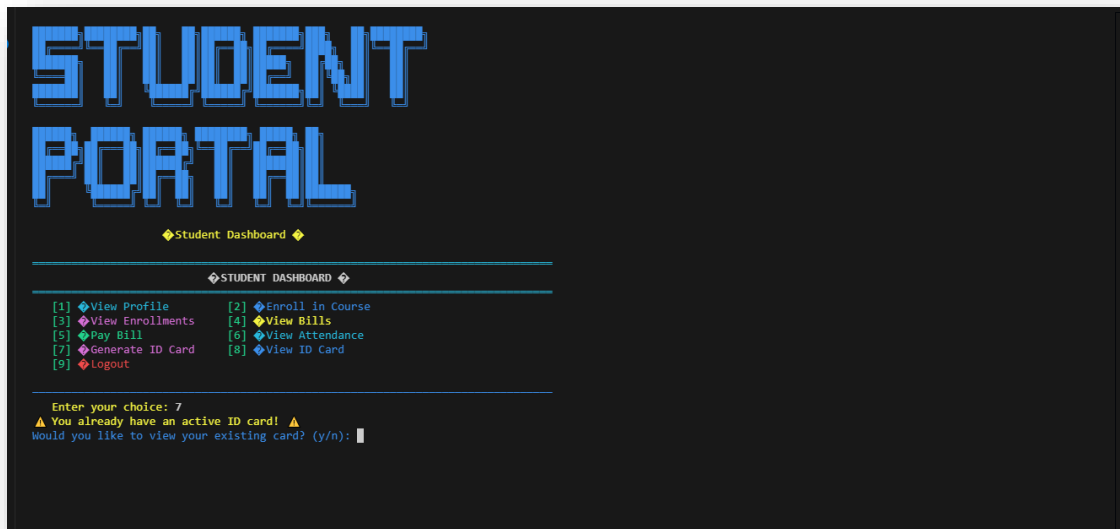 STUDENT
PORTAL
�Student Dashboard �
�STUDENT DASHBOARD �
[1] �View Profile [2] �Enroll in Course
[3] �View Enrollments [4] �View Bills
[5] �Pay Bill [6] �View Attendance
[7] �Generate ID Card [8] �View ID Card
[9] �Logout
Enter your choice: 7
⚠ You already have an active ID card! ⚠
Would you like to view your existing card? (y/n):